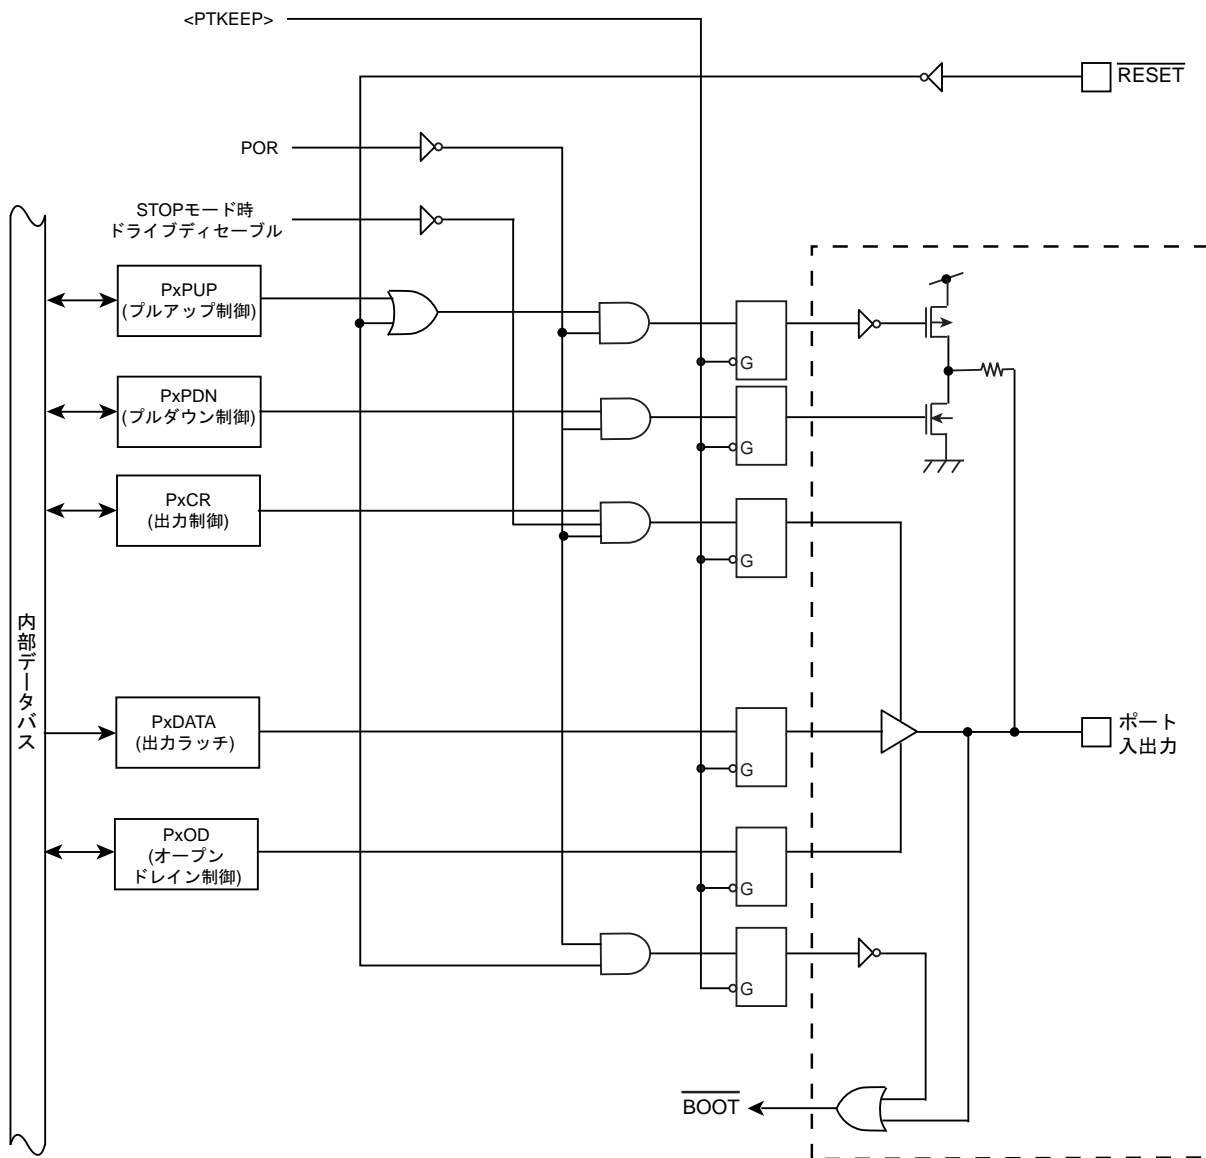 <PTKEEP>
RESET
POR
STOPモード時
ドライブディセーブル
PxPUP
(プルアップ制御)
G
PxPDN
(プルダウン制御)
G
PxCR
(出力制御)
G
内部データバス
PxDATA
(出力ラッチ)
G
ポート
入出力
PxOD
(オープン
ドレイン制御)
G
G
BOOT